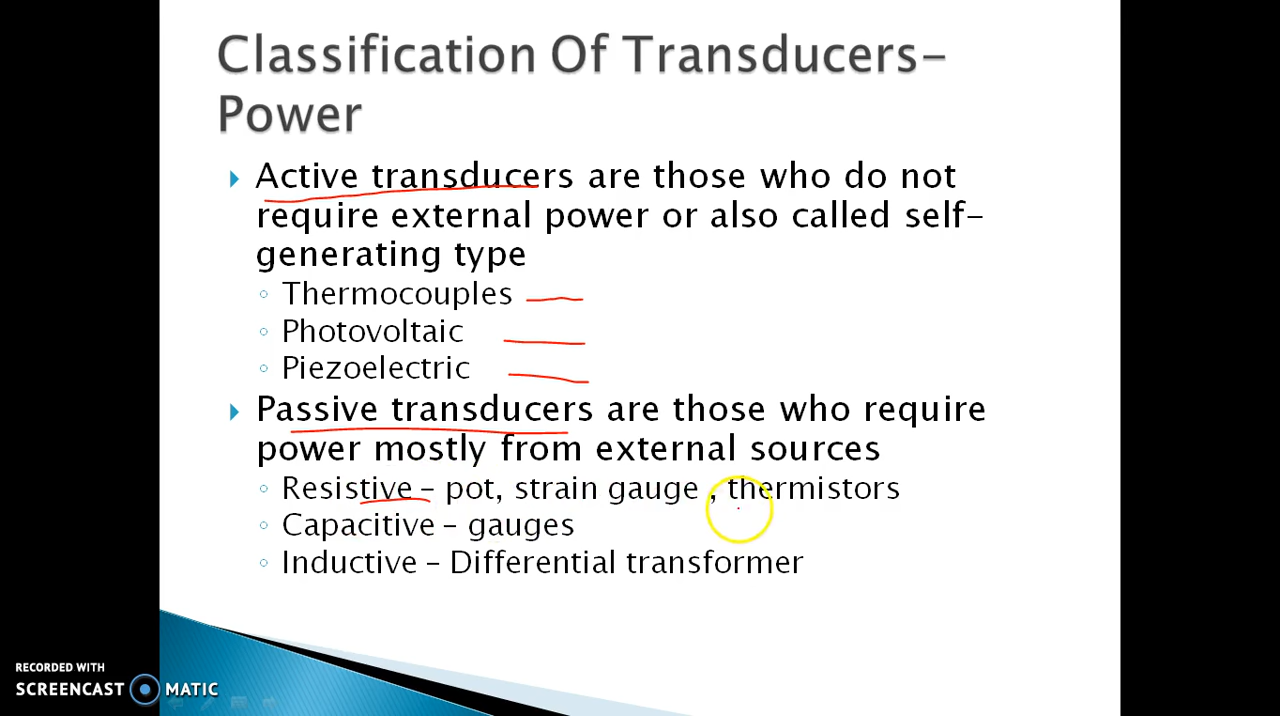 Classification Of Transducers-
Power
Active transducers are those who do not
require external power or also called self-
generating type
Thermocouples
Photovoltaic
Piezoelectric
Passive transducers are those who require
power mostly from external sources
Resistive – pot, strain gauge , thermistors
Capacitive – gauges
Inductive – Differential transformer
RECORDED WITH
SCREENCAST MATIC